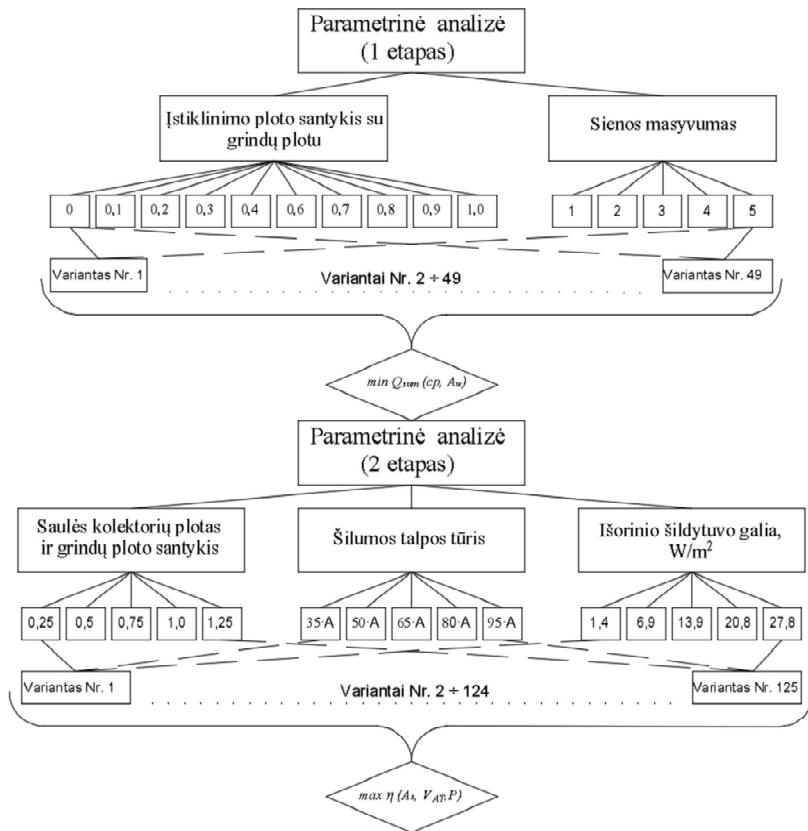 Parametrinė analizė
(1 etapas)
Įstiklinimo ploto santykis su
grindų plotu
Sienos masyvumas
0 0,1 0,2 0,3 0,4 0,6 0,7 0,8 0,9 1,0 1 2 3 4 5
Variantas Nr. 1 Variantai Nr. 2 ÷ 49 Variantas Nr. 49
min Qsum (cp, Aw)
Parametrinė analizė
(2 etapas)
Saulės kolektorių plotas
ir grindų ploto santykis
Šilumos talpos tūris
Išorinio šildytuvo galia,
W/m²
0,25 0,5 0,75 1,0 1,25 35·A 50·A 65·A 80·A 95·A 1,4 6,9 13,9 20,8 27,8
Variantas Nr. 1 Variantai Nr. 2 ÷ 124 Variantas Nr. 125
max η (As, VAT, P)